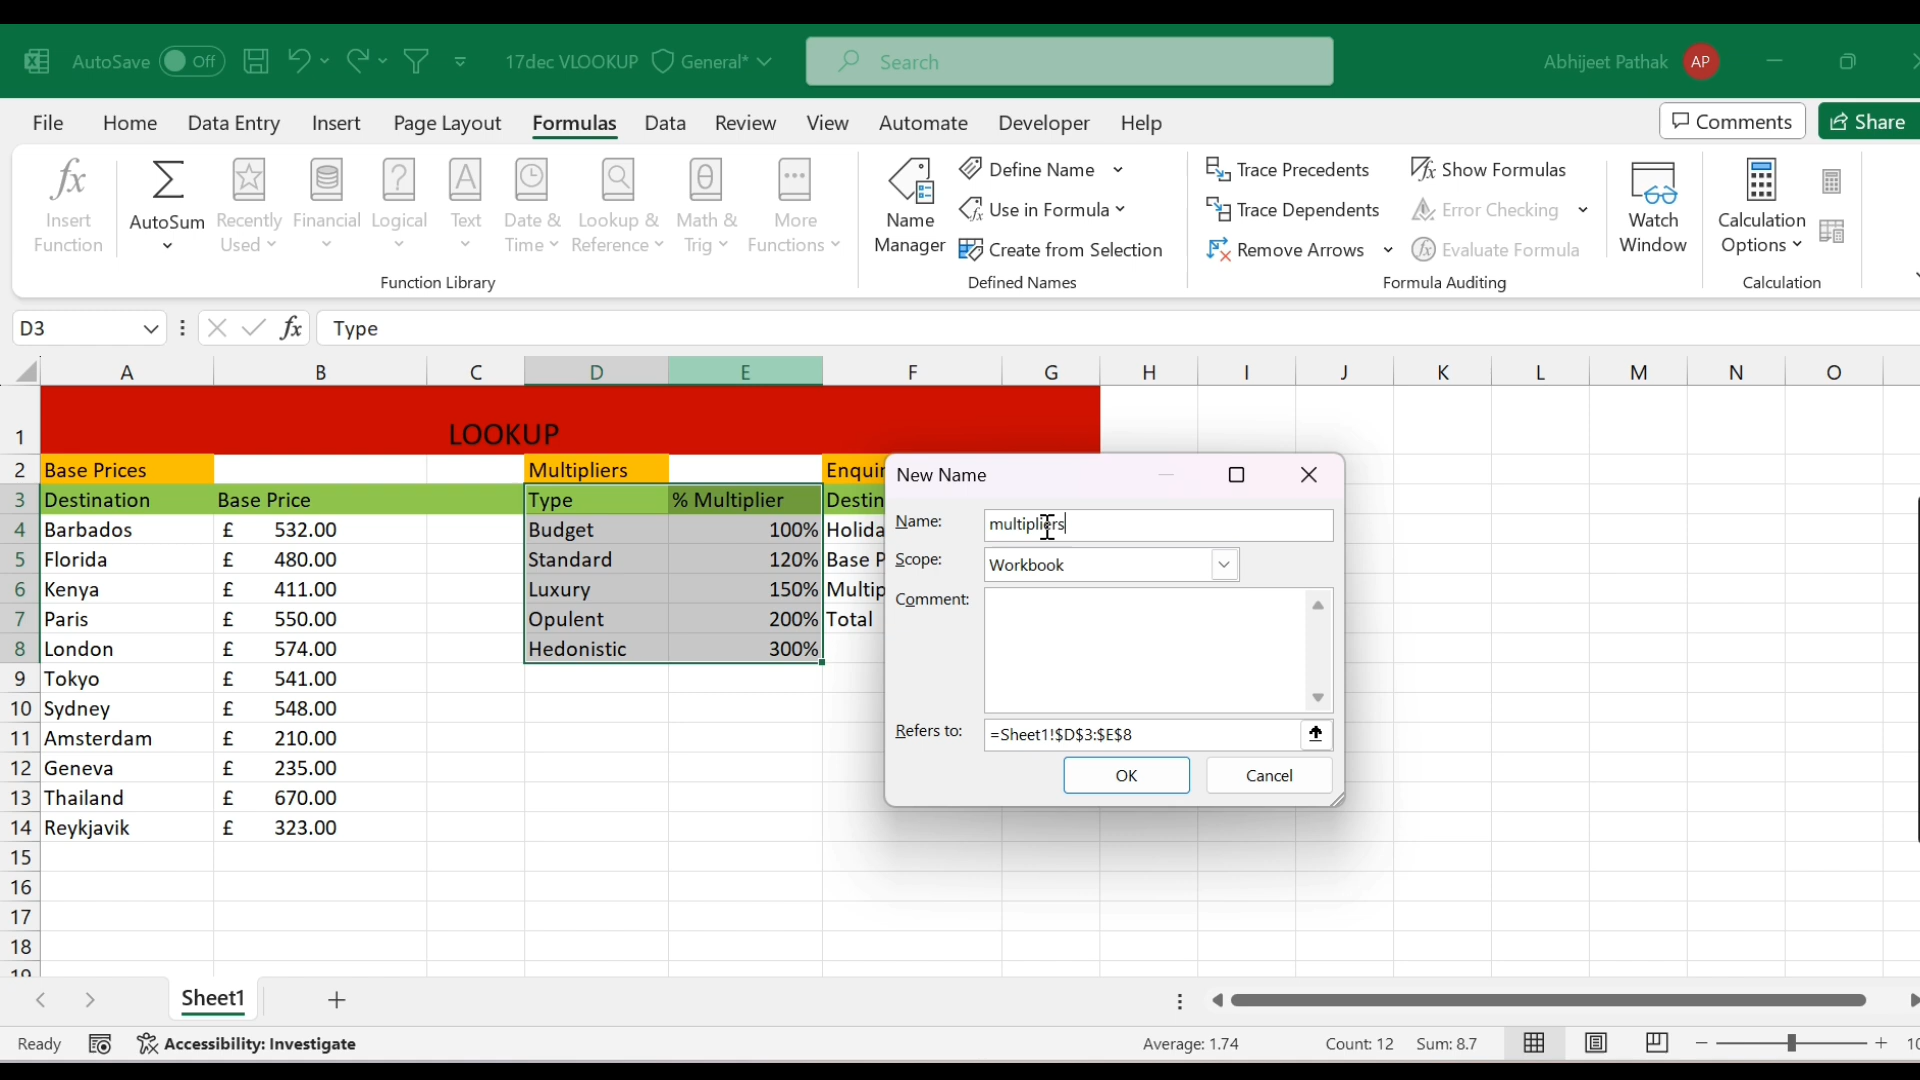 AutoSave Off 17dec VLOOKUP General* Search Abhijeet Pathak AP
File Home Data Entry Insert Page Layout Formulas Data Review View Automate Developer Help Comments Share
Insert Function
AutoSum
Recently Used
Financial
Logical
Text
Date & Time
Lookup & Reference
Math & Trig
More Functions
Function Library
Name Manager
Define Name
Use in Formula
Create from Selection
Defined Names
Trace Precedents
Trace Dependents
Remove Arrows
Show Formulas
Error Checking
Evaluate Formula
Formula Auditing
Watch Window
Calculation Options
Calculation
D3 fx Type
A B C D E F G H I J K L M N O
1 LOOKUP
2 Base Prices Multipliers
3 Destination Base Price Type % Multiplier
4 Barbados £ 532.00 Budget 100%
5 Florida £ 480.00 Standard 120%
6 Kenya £ 411.00 Luxury 150%
7 Paris £ 550.00 Opulent 200% Total
8 London £ 574.00 Hedonistic 300%
9 Tokyo £ 541.00
10 Sydney £ 548.00
11 Amsterdam £ 210.00
12 Geneva £ 235.00
13 Thailand £ 670.00
14 Reykjavik £ 323.00
15
16
17
18
New Name
Name: multipliers
Scope: Workbook
Comment:
Refers to: =Sheet1!$D$3:$E$8
OK Cancel
Sheet1
Ready Accessibility: Investigate Average: 1.74 Count: 12 Sum: 8.7